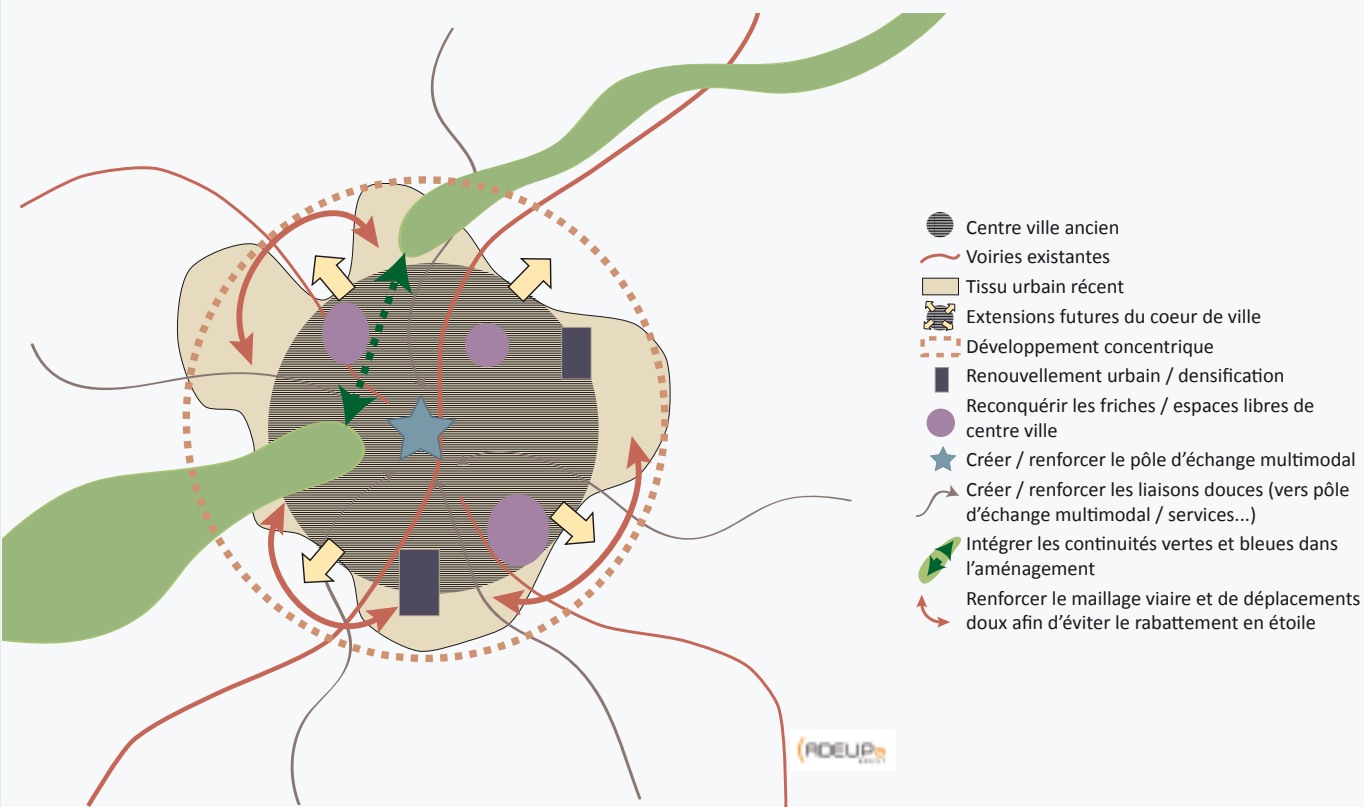 Centre ville ancien
Voiries existantes
Tissu urbain récent
Extensions futures du coeur de ville
Développement concentrique
Renouvellement urbain / densification
Reconquérir les friches / espaces libres de
centre ville
Créer / renforcer le pôle d'échange multimodal
Créer / renforcer les liaisons douces (vers pôle
d'échange multimodal / services...)
Intégrer les continuités vertes et bleues dans
l'aménagement
Renforcer le maillage viaire et de déplacements
doux afin d'éviter le rabattement en étoile
ADEUPa